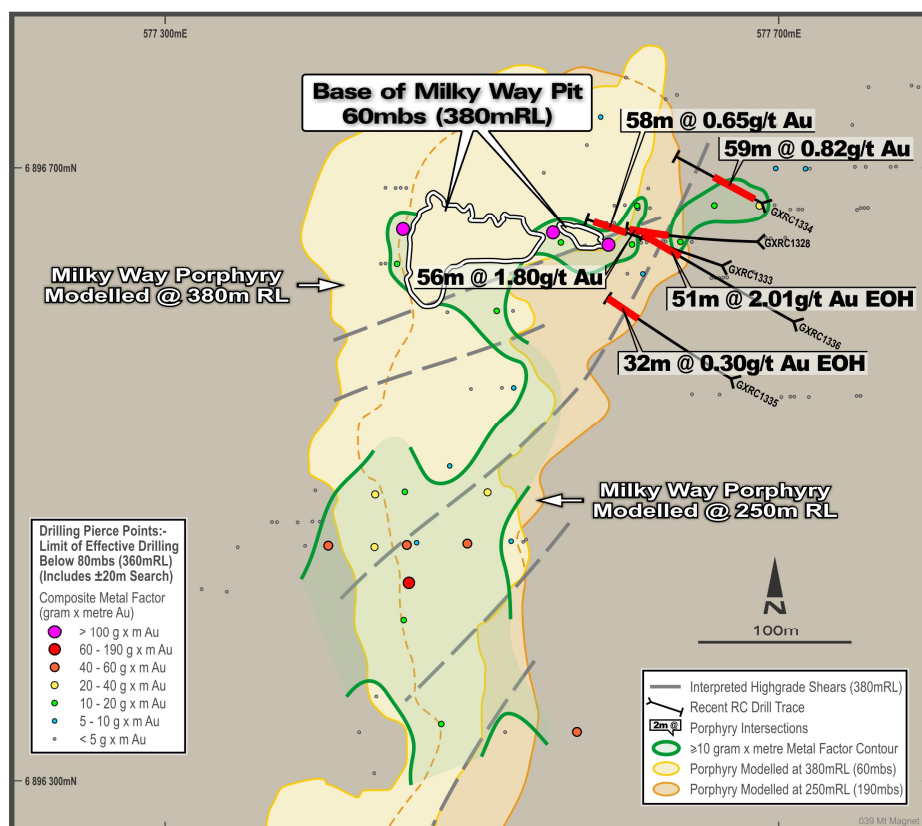 577 300mE
577 700mE
Base of Milky Way Pit
60mbs (380mRL)
58m @ 0.65g/t Au
59m @ 0.82g/t Au
6 896 700mN
GXRC1334
GXRC1328
56m @ 1.80g/t Au
GXRC1333
Milky Way Porphyry
Modelled @ 380m RL
51m @ 2.01g/t Au EOH
GXRC1336
32m @ 0.30g/t Au EOH
GXRC1335
Milky Way Porphyry
Modelled @ 250m RL
Drilling Pierce Points:-
Limit of Effective Drilling
Below 80mbs (360mRL)
(Includes ±20m Search)
Composite Metal Factor
(gram x metre Au)
> 100 g x m Au
60 - 190 g x m Au
40 - 60 g x m Au
20 - 40 g x m Au
10 - 20 g x m Au
5 - 10 g x m Au
< 5 g x m Au
N
100m
Interpreted Highgrade Shears (380mRL)
Recent RC Drill Trace
2m @ Porphyry Intersections
≥10 gram x metre Metal Factor Contour
Porphyry Modelled at 380mRL (60mbs)
Porphyry Modelled at 250mRL (190mbs)
6 896 300mN
039 Mt Magnet